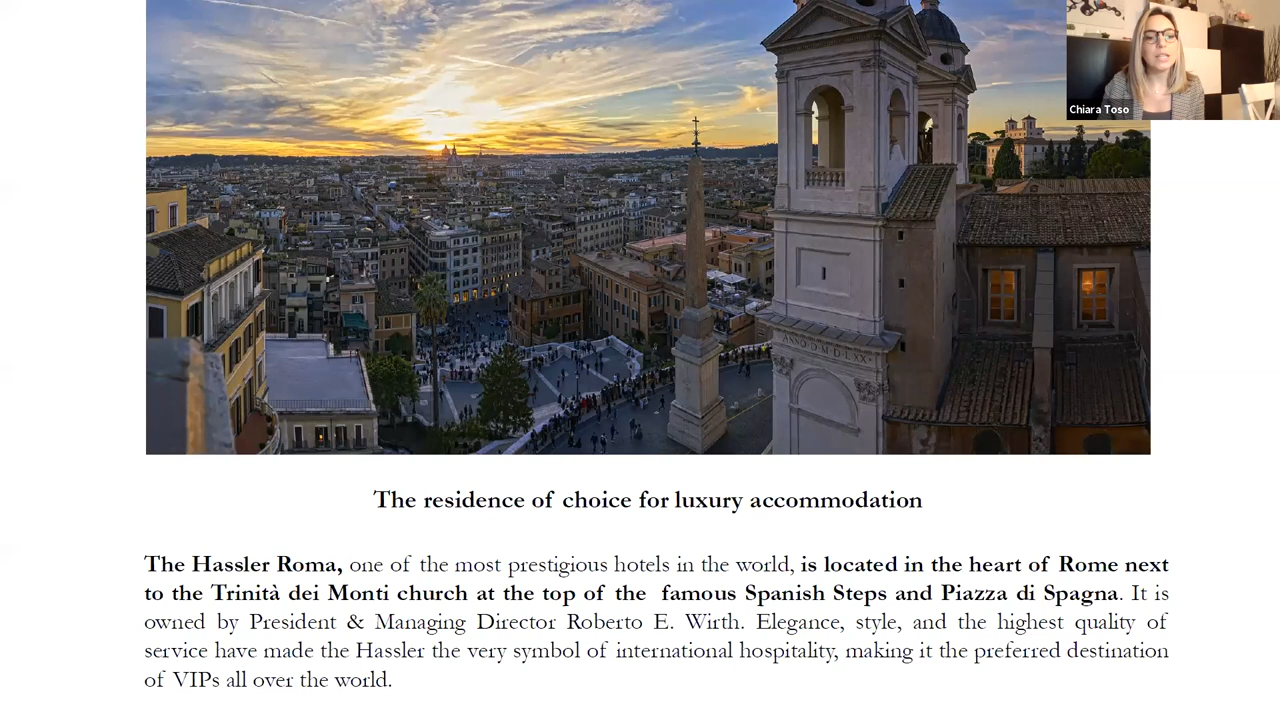 Chiara Toso
ANNO D M D LXX
The residence of choice for luxury accommodation
The Hassler Roma, one of the most prestigious hotels in the world, is located in the heart of Rome next
to the Trinità dei Monti church at the top of the famous Spanish Steps and Piazza di Spagna. It is
owned by President & Managing Director Roberto E. Wirth. Elegance, style, and the highest quality of
service have made the Hassler the very symbol of international hospitality, making it the preferred destination
of VIPs all over the world.